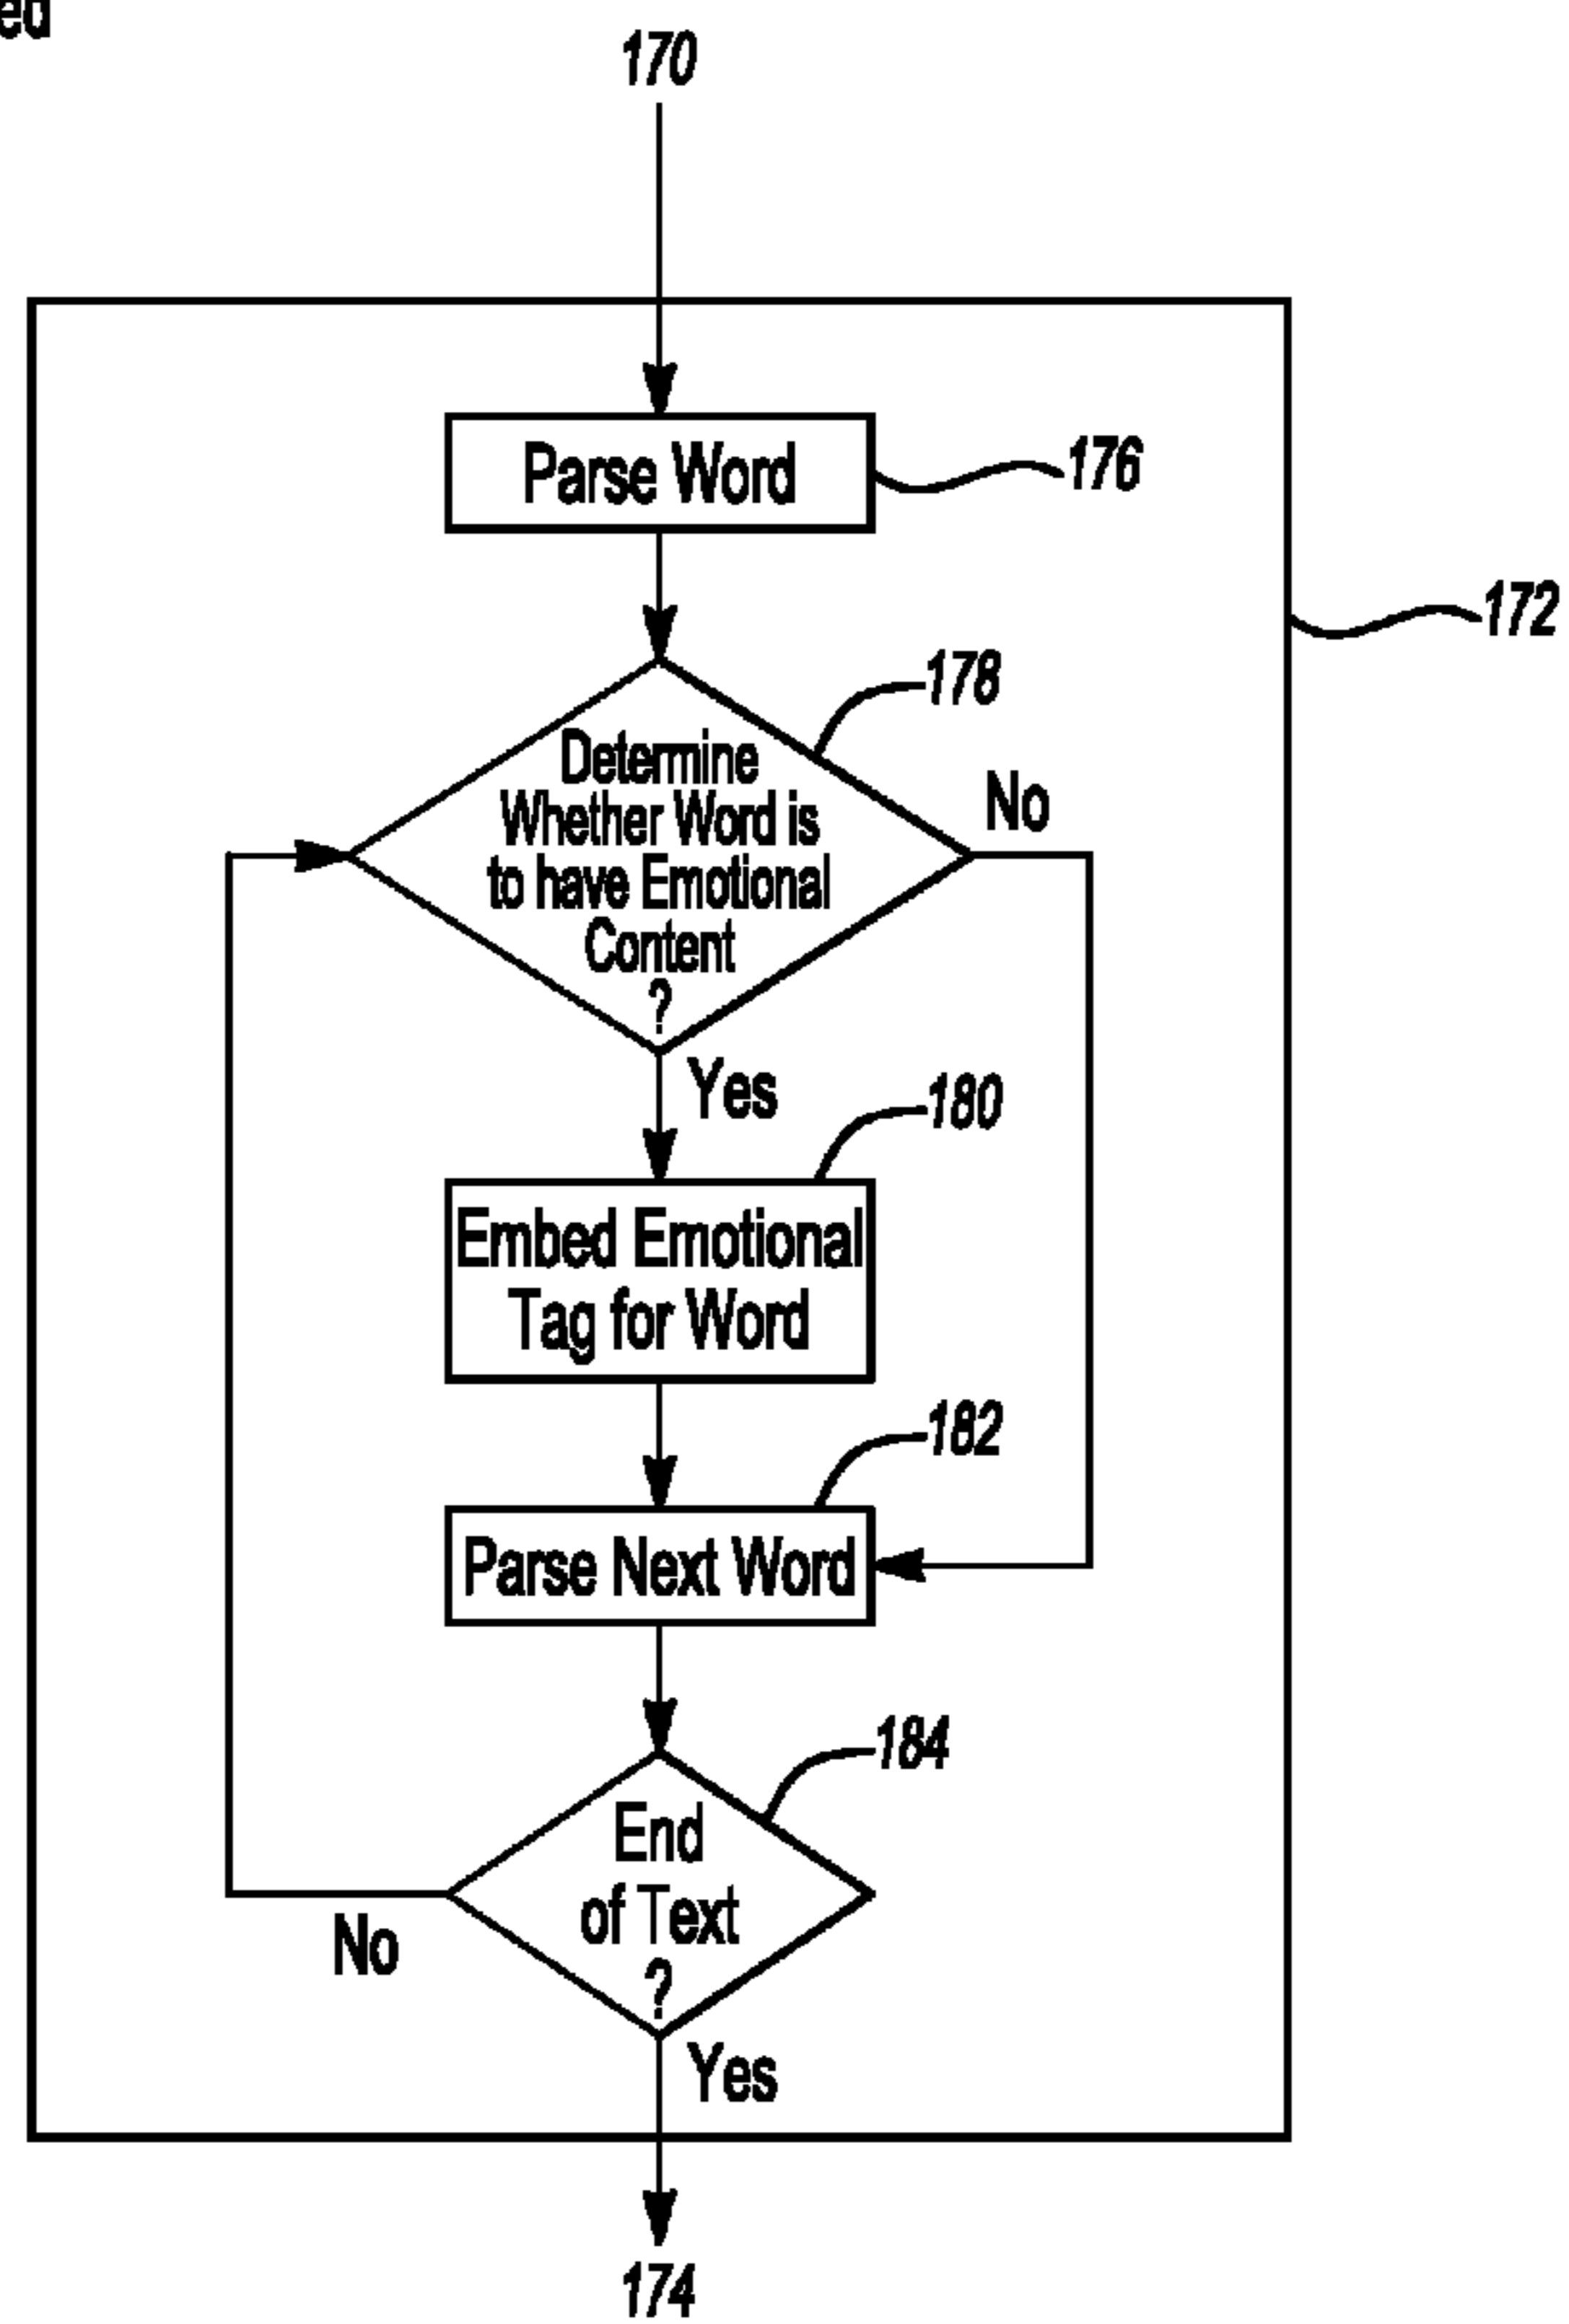 170
Parse Word
176
172
178
Determine
Whether Word is
to have Emotional
Content
?
No
Yes
180
Embed Emotional
Tag for Word
182
Parse Next Word
184
End
of Text
?
No
Yes
174